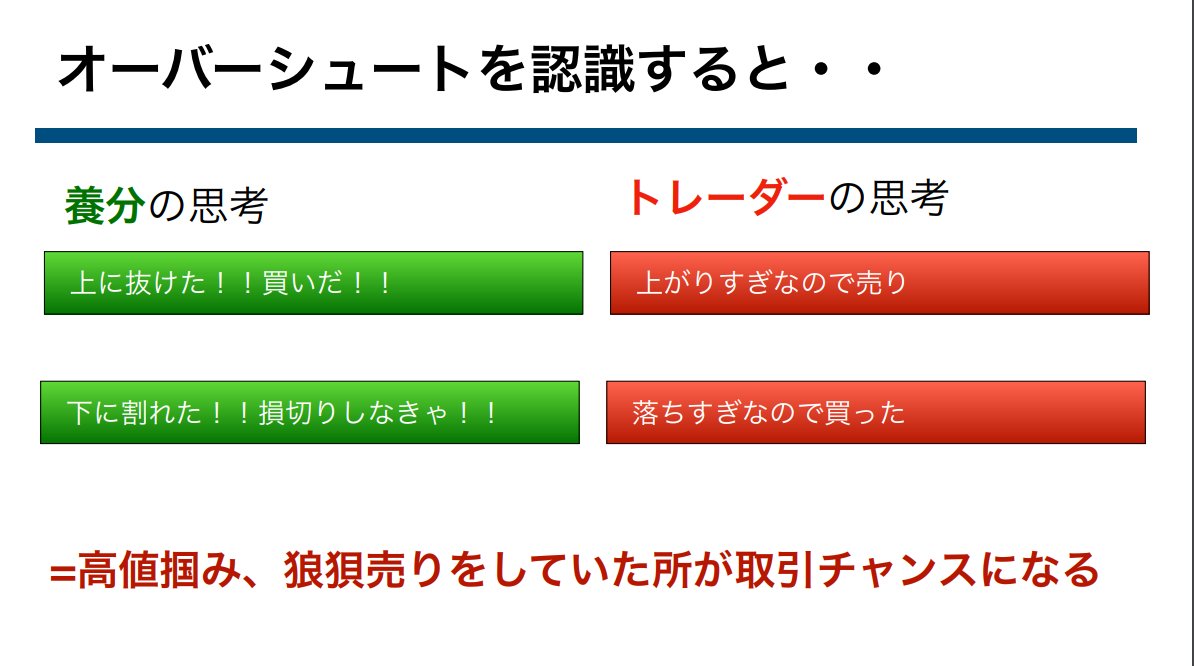 オーバーシュートを認識すると・・
養分の思考
トレーダーの思考
上に抜けた！！買いだ！！
上がりすぎなので売り
下に割れた！！損切りしなきゃ！！
落ちすぎなので買った
=高値掴み、狼狽売りをしていた所が取引チャンスになる